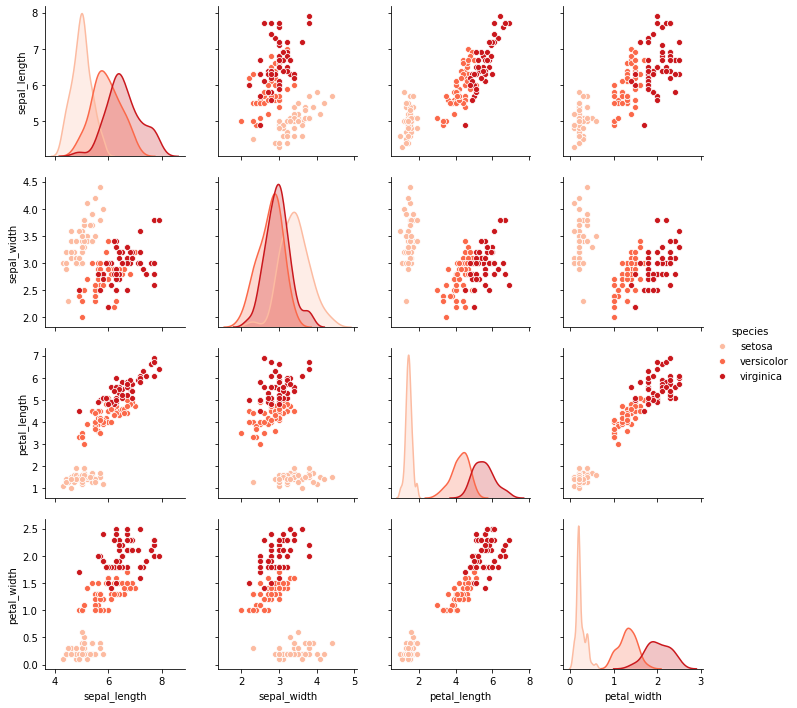 8
7
6
5
sepal_length
4.5
4.0
3.5
3.0
2.5
2.0
sepal_width
species
setosa
versicolor
virginica
7
6
5
4
3
2
1
petal_length
2.5
2.0
1.5
1.0
0.5
0.0
petal_width
4 6 8
2 3 4 5
2 4 6 8
0 1 2 3
sepal_length sepal_width petal_length petal_width